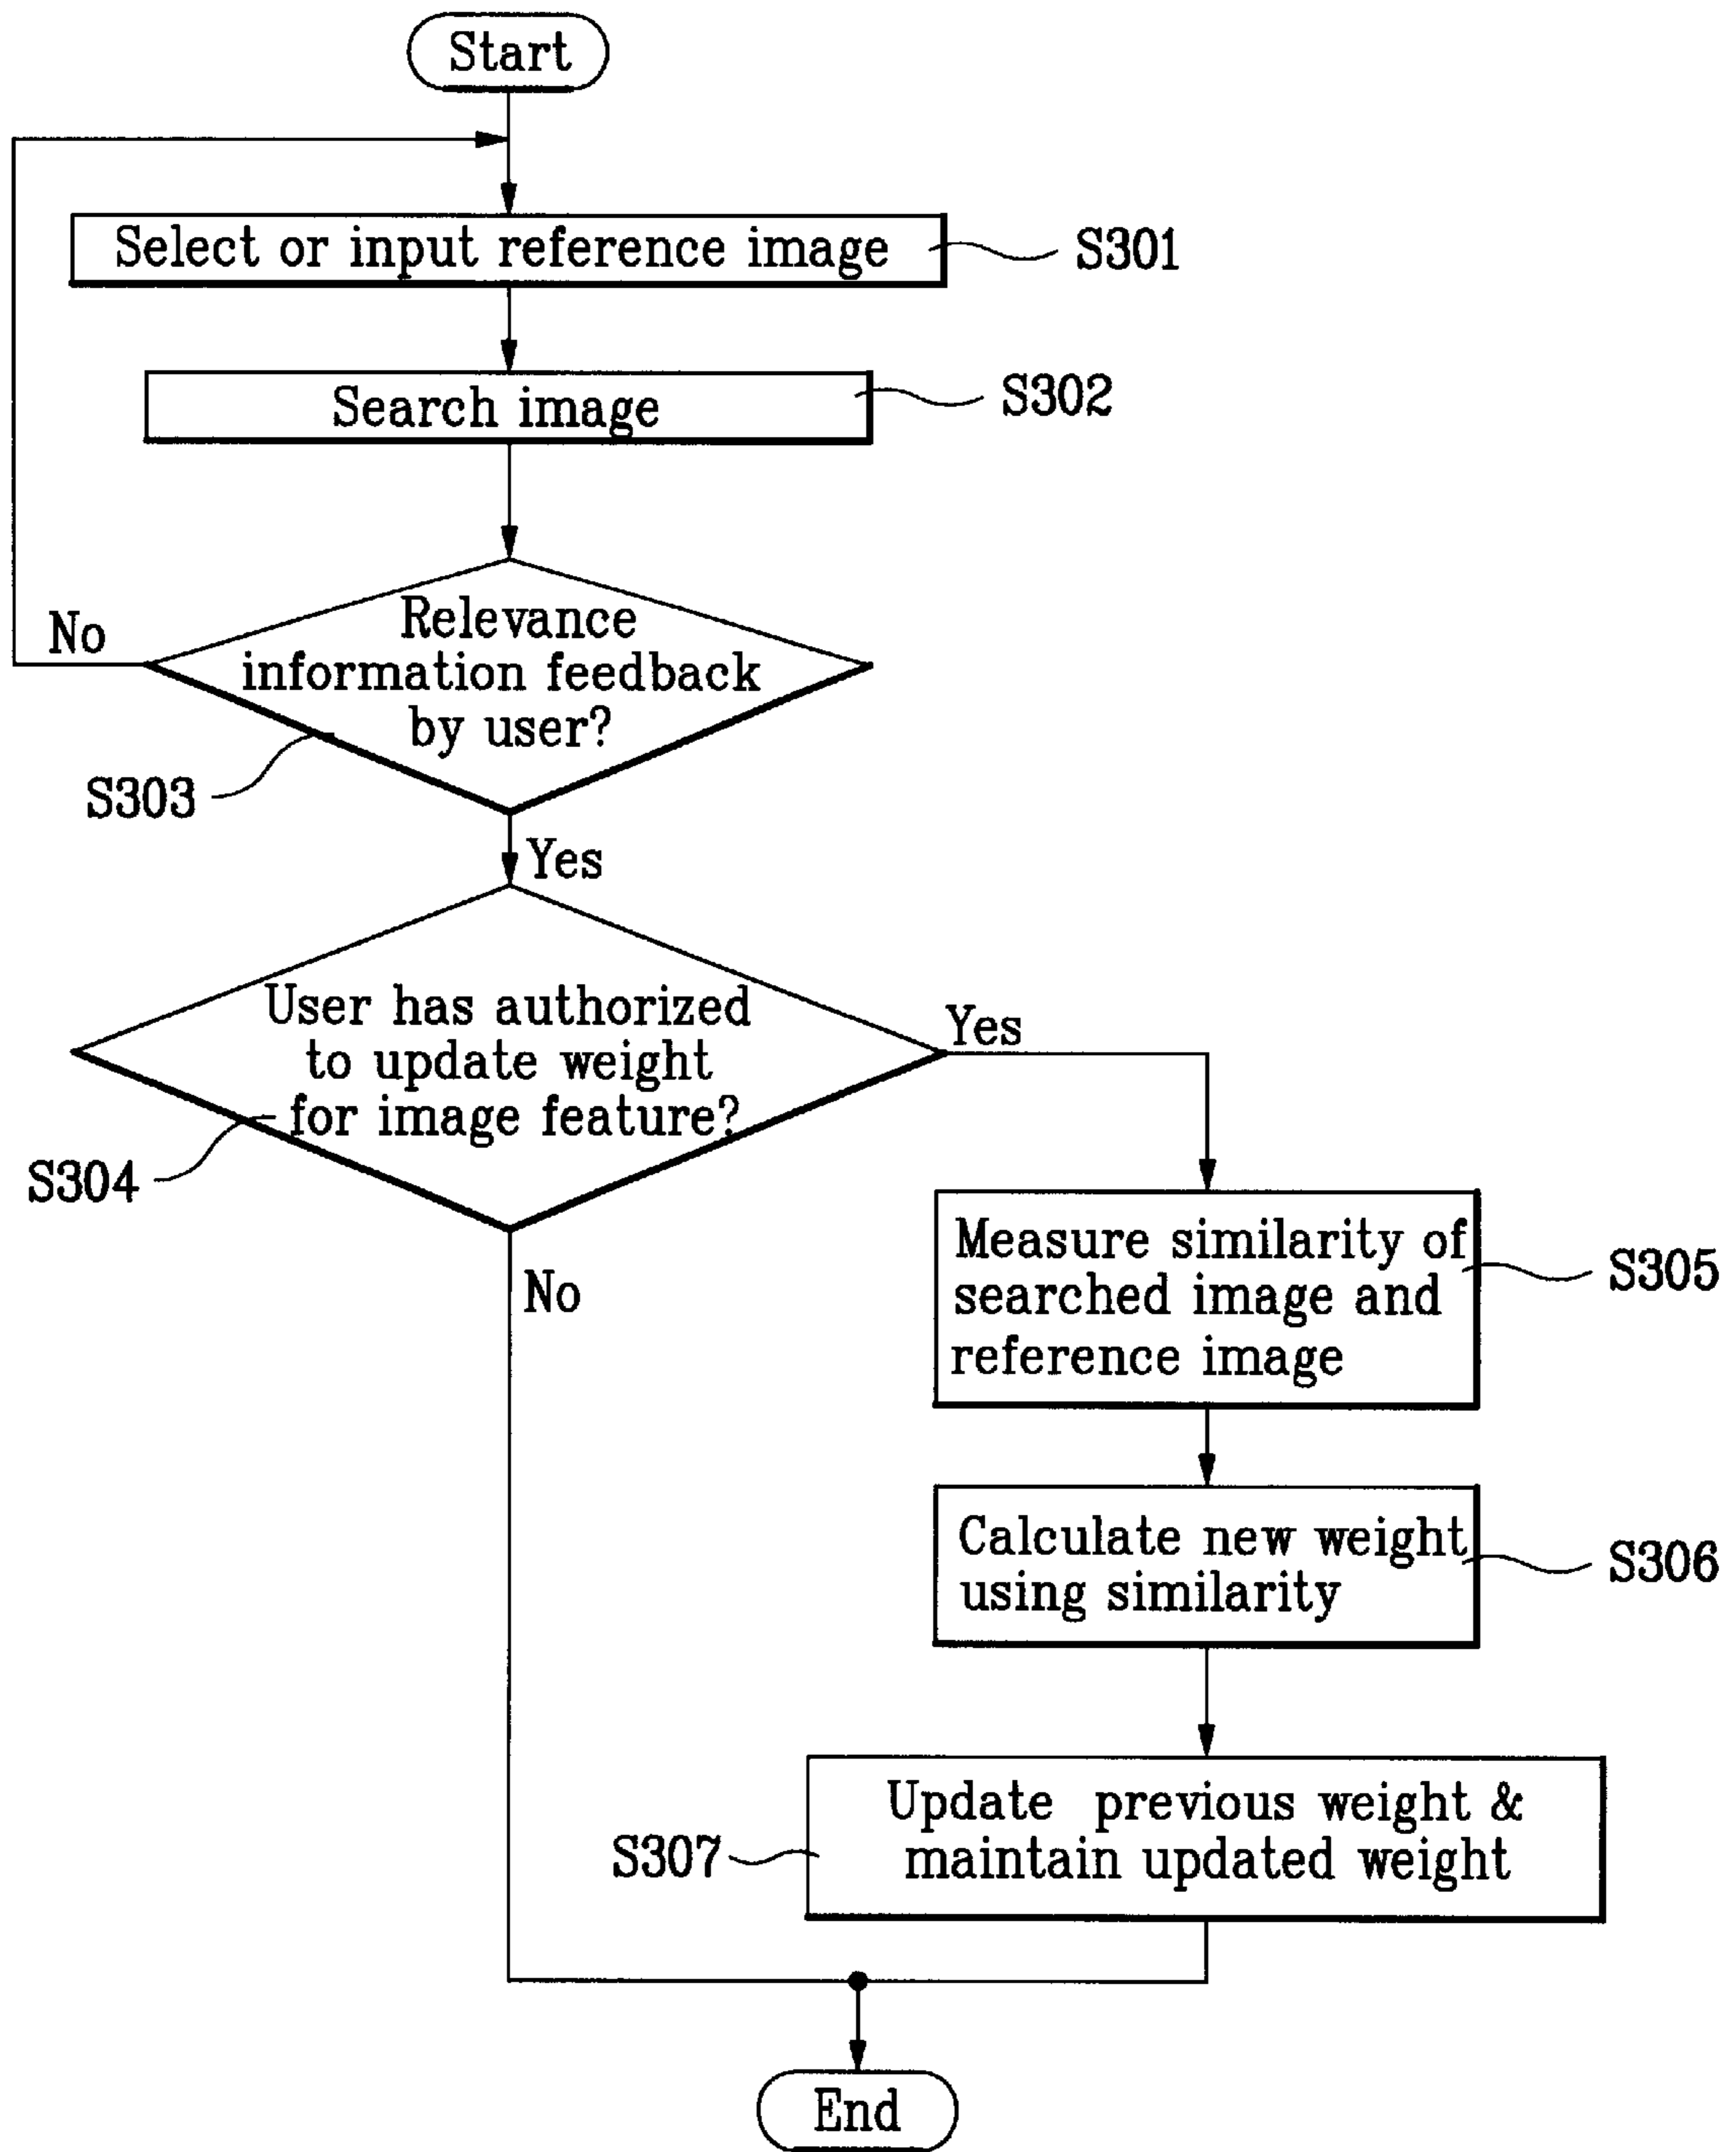 Start
Select or input reference image
S301
Search image
S302
No
Relevance
information feedback
by user?
S303
Yes
User has authorized
to update weight
for image feature?
Yes
S304
No
Measure similarity of
searched image and
reference image
S305
Calculate new weight
using similarity
S306
Update previous weight &
maintain updated weight
S307
End